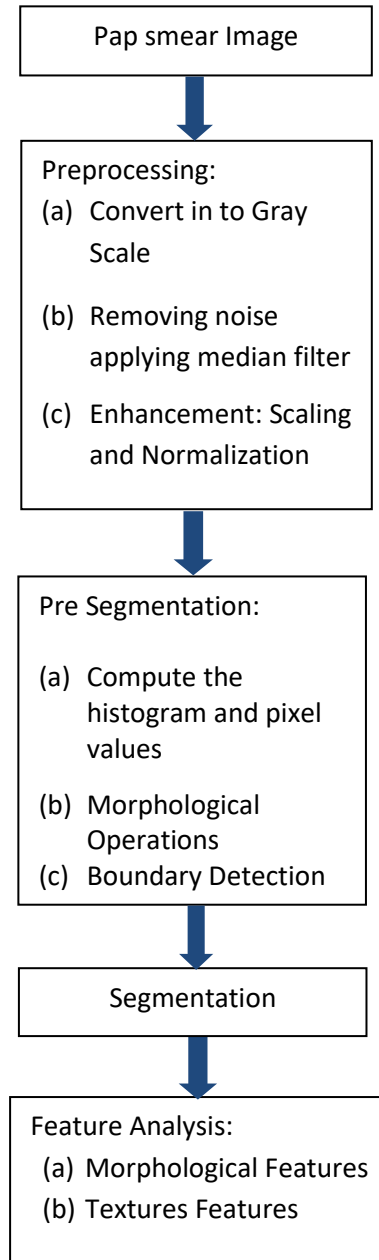 Pap smear Image
Preprocessing:
(a) Convert in to Gray
Scale
(b) Removing noise
applying median filter
(c) Enhancement: Scaling
and Normalization
Pre Segmentation:
(a) Compute the
histogram and pixel
values
(b) Morphological
Operations
(c) Boundary Detection
Segmentation
Feature Analysis:
(a) Morphological Features
(b) Textures Features